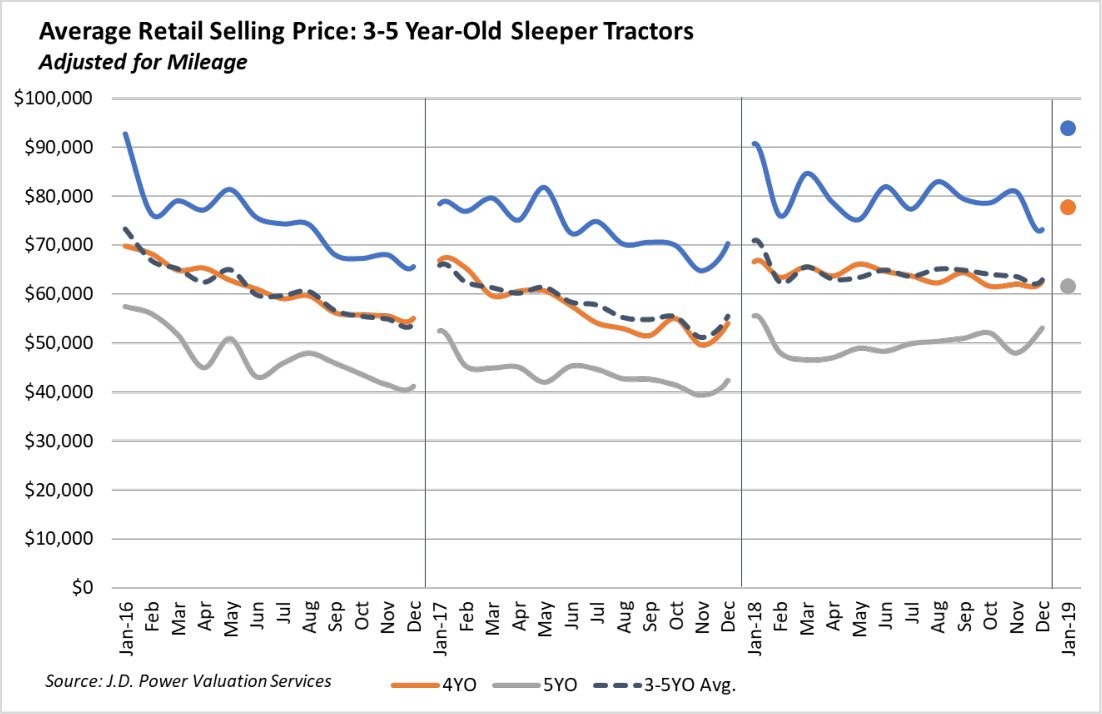 Average Retail Selling Price: 3-5 Year-Old Sleeper Tractors
Adjusted for Mileage
$100,000
$90,000
$80,000
$70,000
$60,000
$50,000
$40,000
$30,000
$20,000
$10,000
$0
Jan-16
Feb
Mar
Apr
May
Jun
Jul
Aug
Sep
Oct
Nov
Dec
Jan-17
Feb
Mar
Apr
May
Jun
Jul
Aug
Sep
Oct
Nov
Dec
Jan-18
Feb
Mar
Apr
May
Jun
Jul
Aug
Sep
Oct
Nov
Dec
Jan-19
Source: J.D. Power Valuation Services
4YO
5YO
3-5YO Avg.